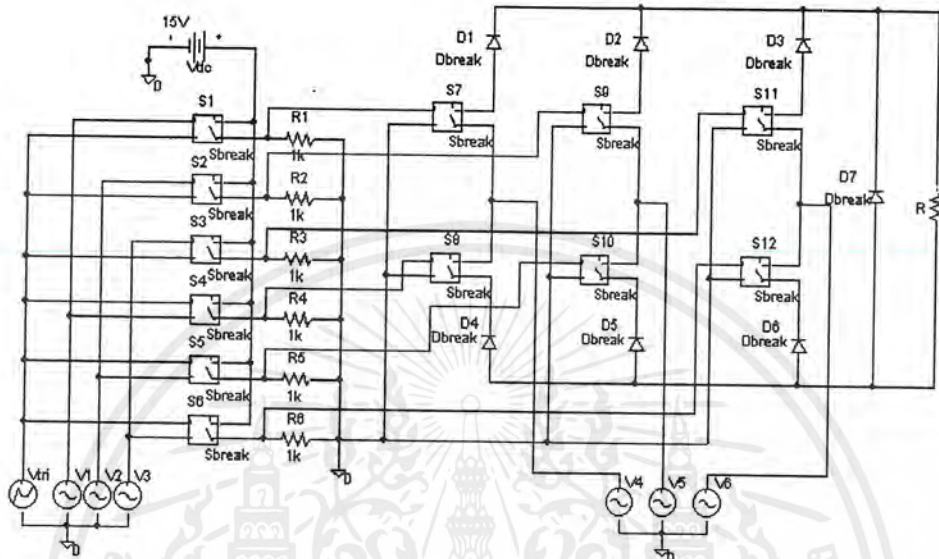 15V
+
Vdc
D
S1
Sbreak
S2
Sbreak
S3
Sbreak
S4
Sbreak
S5
Sbreak
S6
Sbreak
R1
1k
R2
1k
R3
1k
R4
1k
R5
1k
R6
1k
D
Vtri
V1
V2
V3
D
D1
Dbreak
S7
Sbreak
D2
Dbreak
S9
Sbreak
D3
Dbreak
S11
Sbreak
D7
Dbreak
R
S8
Sbreak
S10
Sbreak
S12
Sbreak
D4
Dbreak
D5
Dbreak
D6
Dbreak
V4
V5
V6
D